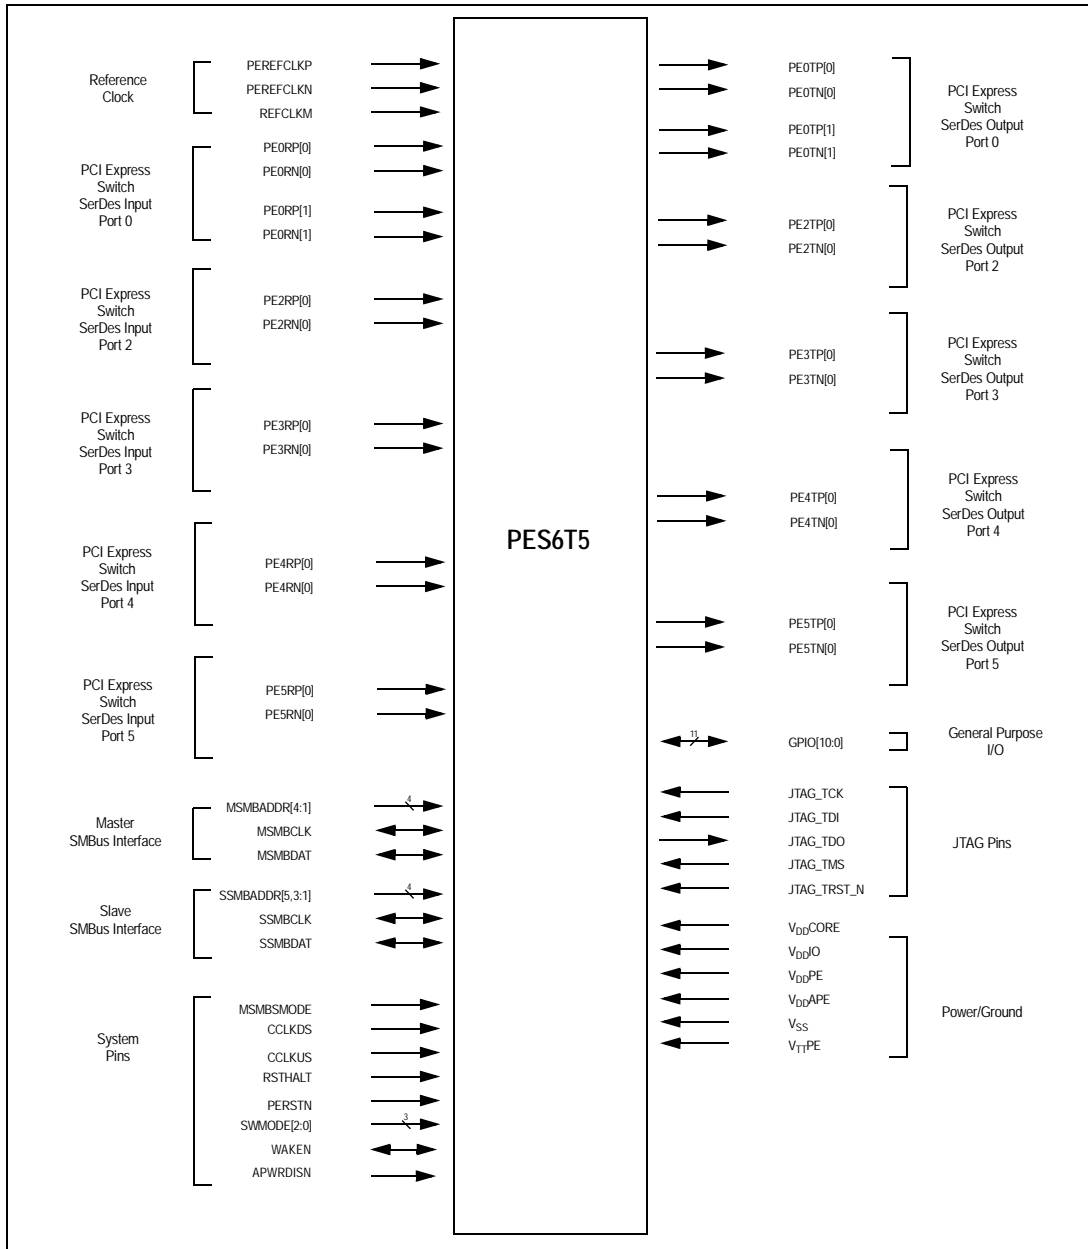 Reference
Clock
PEREFCLKP
PEREFCLKN
REFCLKM
PCI Express
Switch
SerDes Input
Port 0
PE0RP[0]
PE0RN[0]
PE0RP[1]
PE0RN[1]
PCI Express
Switch
SerDes Input
Port 2
PE2RP[0]
PE2RN[0]
PCI Express
Switch
SerDes Input
Port 3
PE3RP[0]
PE3RN[0]
PCI Express
Switch
SerDes Input
Port 4
PE4RP[0]
PE4RN[0]
PCI Express
Switch
SerDes Input
Port 5
PE5RP[0]
PE5RN[0]
Master
SMBus Interface
MSMBADDR[4:1]
4
MSMBCLK
MSMBDAT
Slave
SMBus Interface
SSMBADDR[5,3:1]
4
SSMBCLK
SSMBDAT
System
Pins
MSMBSMODE
CCLKDS
CCLKUS
RSTHALT
PERSTN
SWMODE[2:0]
3
WAKEN
APWRDISN
PES6T5
PE0TP[0]
PE0TN[0]
PE0TP[1]
PE0TN[1]
PCI Express
Switch
SerDes Output
Port 0
PE2TP[0]
PE2TN[0]
PCI Express
Switch
SerDes Output
Port 2
PE3TP[0]
PE3TN[0]
PCI Express
Switch
SerDes Output
Port 3
PE4TP[0]
PE4TN[0]
PCI Express
Switch
SerDes Output
Port 4
PE5TP[0]
PE5TN[0]
PCI Express
Switch
SerDes Output
Port 5
11
GPIO[10:0]
General Purpose
I/O
JTAG_TCK
JTAG_TDI
JTAG_TDO
JTAG_TMS
JTAG_TRST_N
JTAG Pins
VDDCORE
VDDIO
VDDPE
VDDAPE
VSS
VTTPE
Power/Ground